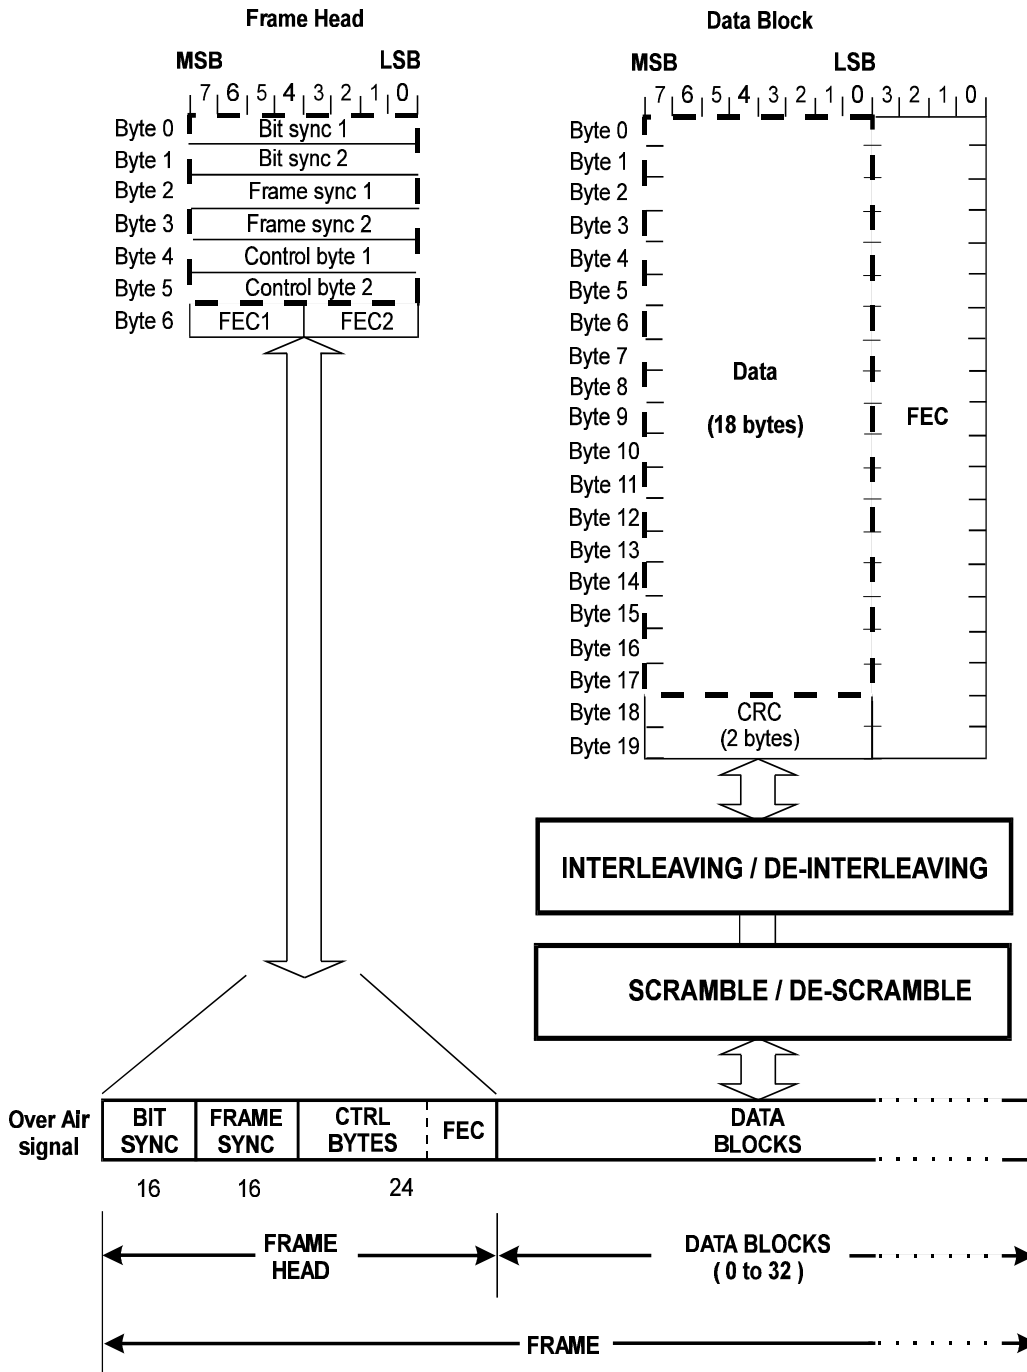 Frame Head
MSB LSB
7 6 5 4 3 2 1 0
Byte 0 Bit sync 1
Byte 1 Bit sync 2
Byte 2 Frame sync 1
Byte 3 Frame sync 2
Byte 4 Control byte 1
Byte 5 Control byte 2
Byte 6 FEC1 FEC2
Data Block
MSB LSB
7 6 5 4 3 2 1 0 3 2 1 0
Byte 0
Byte 1
Byte 2
Byte 3
Byte 4
Byte 5
Byte 6
Byte 7
Byte 8
Byte 9
Byte 10
Byte 11
Byte 12
Byte 13
Byte 14
Byte 15
Byte 16
Byte 17
Byte 18
Byte 19
Data
(18 bytes)
FEC
CRC
(2 bytes)
INTERLEAVING / DE-INTERLEAVING
SCRAMBLE / DE-SCRAMBLE
Over Air
signal
BIT
SYNC
FRAME
SYNC
CTRL
BYTES
FEC
DATA
BLOCKS
16 16 24
FRAME
HEAD
DATA BLOCKS
( 0 to 32 )
FRAME